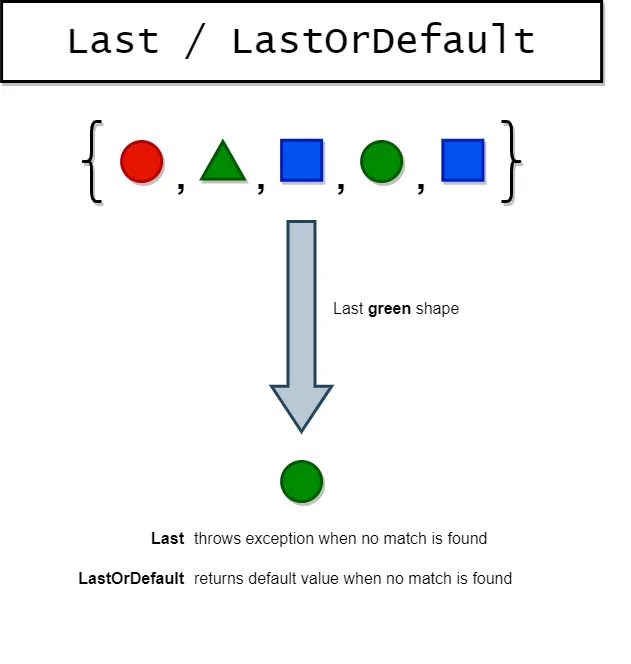 Last / LastOrDefault
{ , , , , }
Last green shape
Last throws exception when no match is found
LastOrDefault returns default value when no match is found